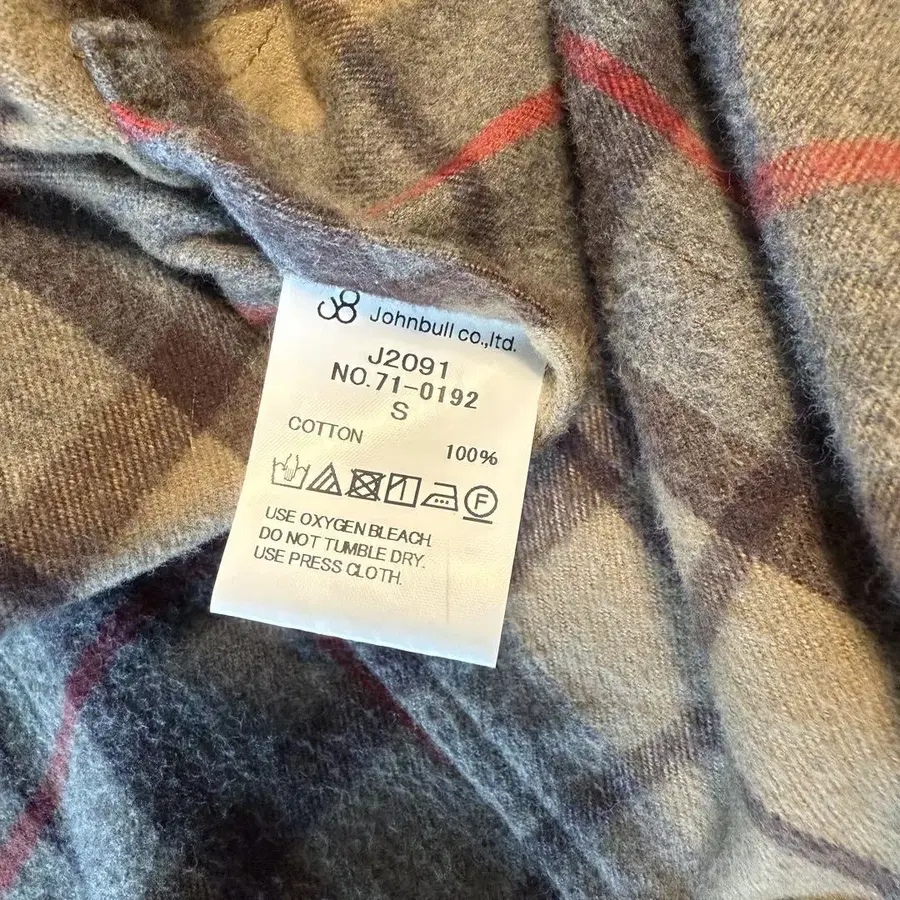 Johnbull co.,ltd.
J2091
NO.71-0192
S
COTTON
100%
F
USE OXYGEN BLEACH.
DO NOT TUMBLE DRY.
USE PRESS CLOTH.